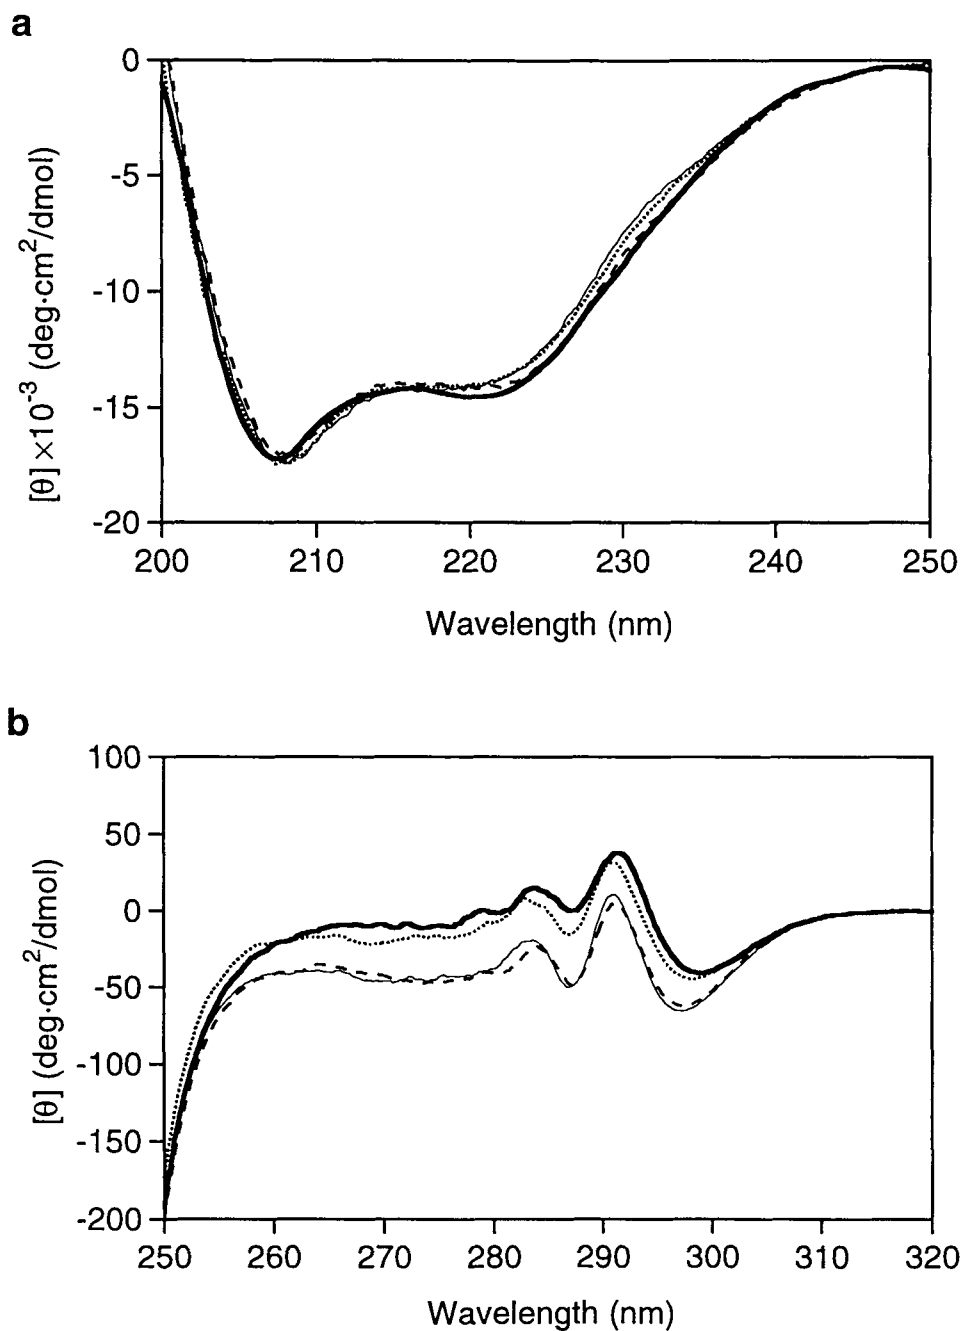 a
0
-5
-10
-15
-20
[θ] ×10⁻³ (deg·cm²/dmol)
200 210 220 230 240 250
Wavelength (nm)
b
100
50
0
-50
-100
-150
-200
[θ] (deg·cm²/dmol)
250 260 270 280 290 300 310 320
Wavelength (nm)